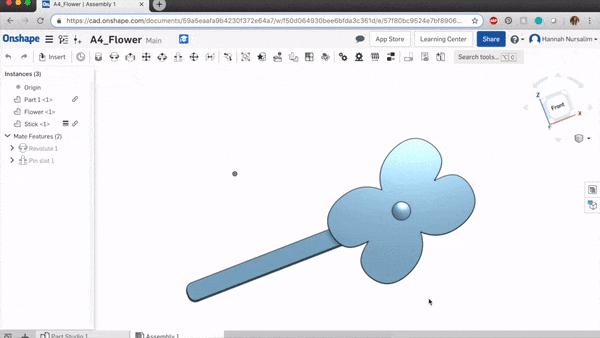 A4_Flower | Assembly 1
https://cad.onshape.com/documents/59a5eaafa9b4230f372e64a7/w/f50d064930bee6bfda3c361d/e/57f80bc9524e7bf8906...
Onshape
A4_Flower Main
App Store
Learning Center
Share
Hannah Nursalim
Insert
Search tools...
Instances (3)
Origin
Part 1 <1>
Flower <1>
Stick <1>
Mate Features (2)
Revolute 1
Pin slot 1
Z
Front
X
Part Studio 1
Assembly 1